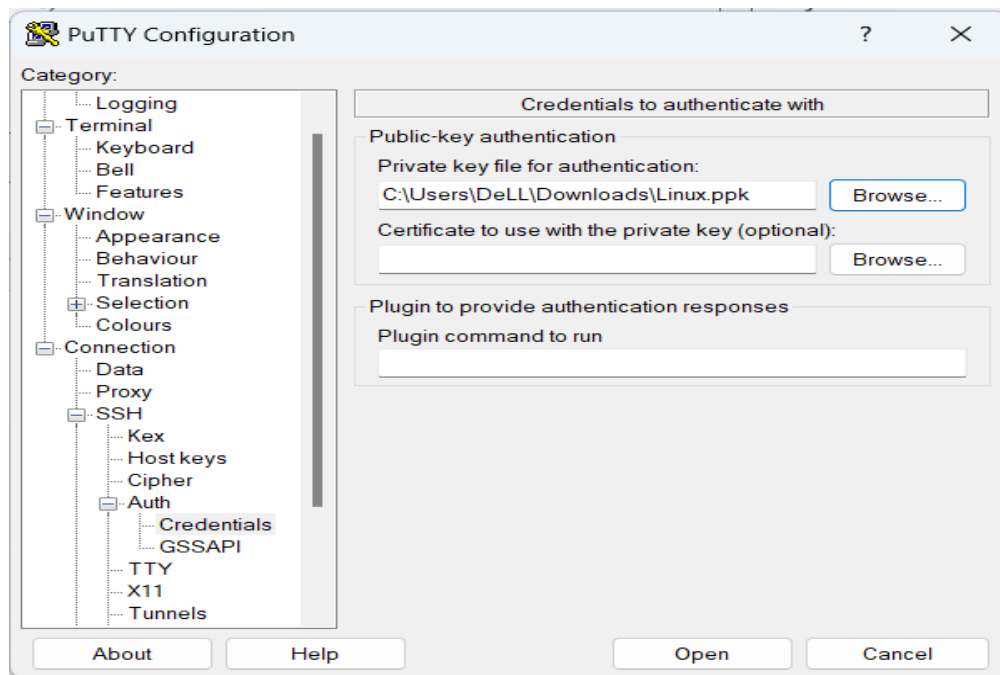 PuTTY Configuration
?
Category:
Logging
Terminal
Keyboard
Bell
Features
Window
Appearance
Behaviour
Translation
Selection
Colours
Connection
Data
Proxy
SSH
Kex
Host keys
Cipher
Auth
Credentials
GSSAPI
TTY
X11
Tunnels
Credentials to authenticate with
Public-key authentication
Private key file for authentication:
C:\Users\DeLL\Downloads\Linux.ppk Browse...
Certificate to use with the private key (optional):
Browse...
Plugin to provide authentication responses
Plugin command to run
About Help Open Cancel